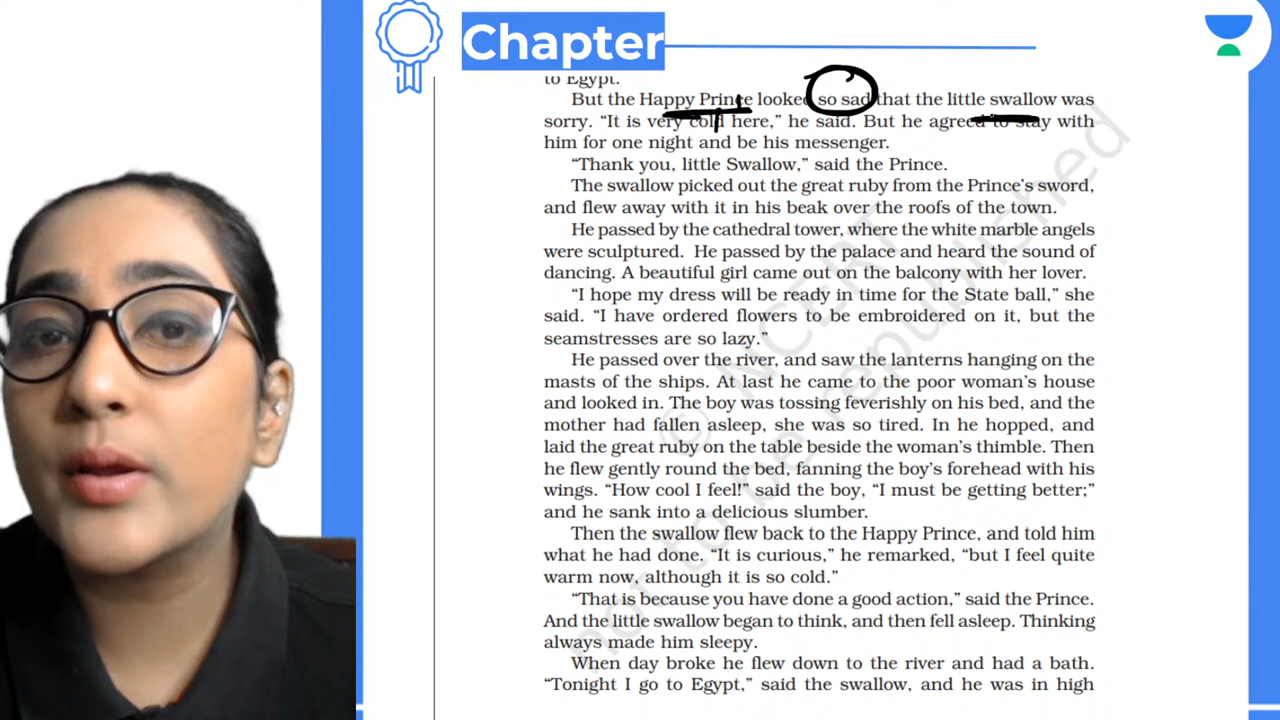 Chapter
to Egypt.
But the Happy Prince looked so sad that the little swallow was
sorry. “It is very cold here,” he said. But he agreed to stay with
him for one night and be his messenger.
“Thank you, little Swallow,” said the Prince.
The swallow picked out the great ruby from the Prince’s sword,
and flew away with it in his beak over the roofs of the town.
He passed by the cathedral tower, where the white marble angels
were sculptured. He passed by the palace and heard the sound of
dancing. A beautiful girl came out on the balcony with her lover.
“I hope my dress will be ready in time for the State ball,” she
said. “I have ordered flowers to be embroidered on it, but the
seamstresses are so lazy.”
He passed over the river, and saw the lanterns hanging on the
masts of the ships. At last he came to the poor woman’s house
and looked in. The boy was tossing feverishly on his bed, and the
mother had fallen asleep, she was so tired. In he hopped, and
laid the great ruby on the table beside the woman’s thimble. Then
he flew gently round the bed, fanning the boy’s forehead with his
wings. “How cool I feel!” said the boy, “I must be getting better;”
and he sank into a delicious slumber.
Then the swallow flew back to the Happy Prince, and told him
what he had done. “It is curious,” he remarked, “but I feel quite
warm now, although it is so cold.”
“That is because you have done a good action,” said the Prince.
And the little swallow began to think, and then fell asleep. Thinking
always made him sleepy.
When day broke he flew down to the river and had a bath.
“Tonight I go to Egypt,” said the swallow, and he was in high
© NCERT
not to be republished